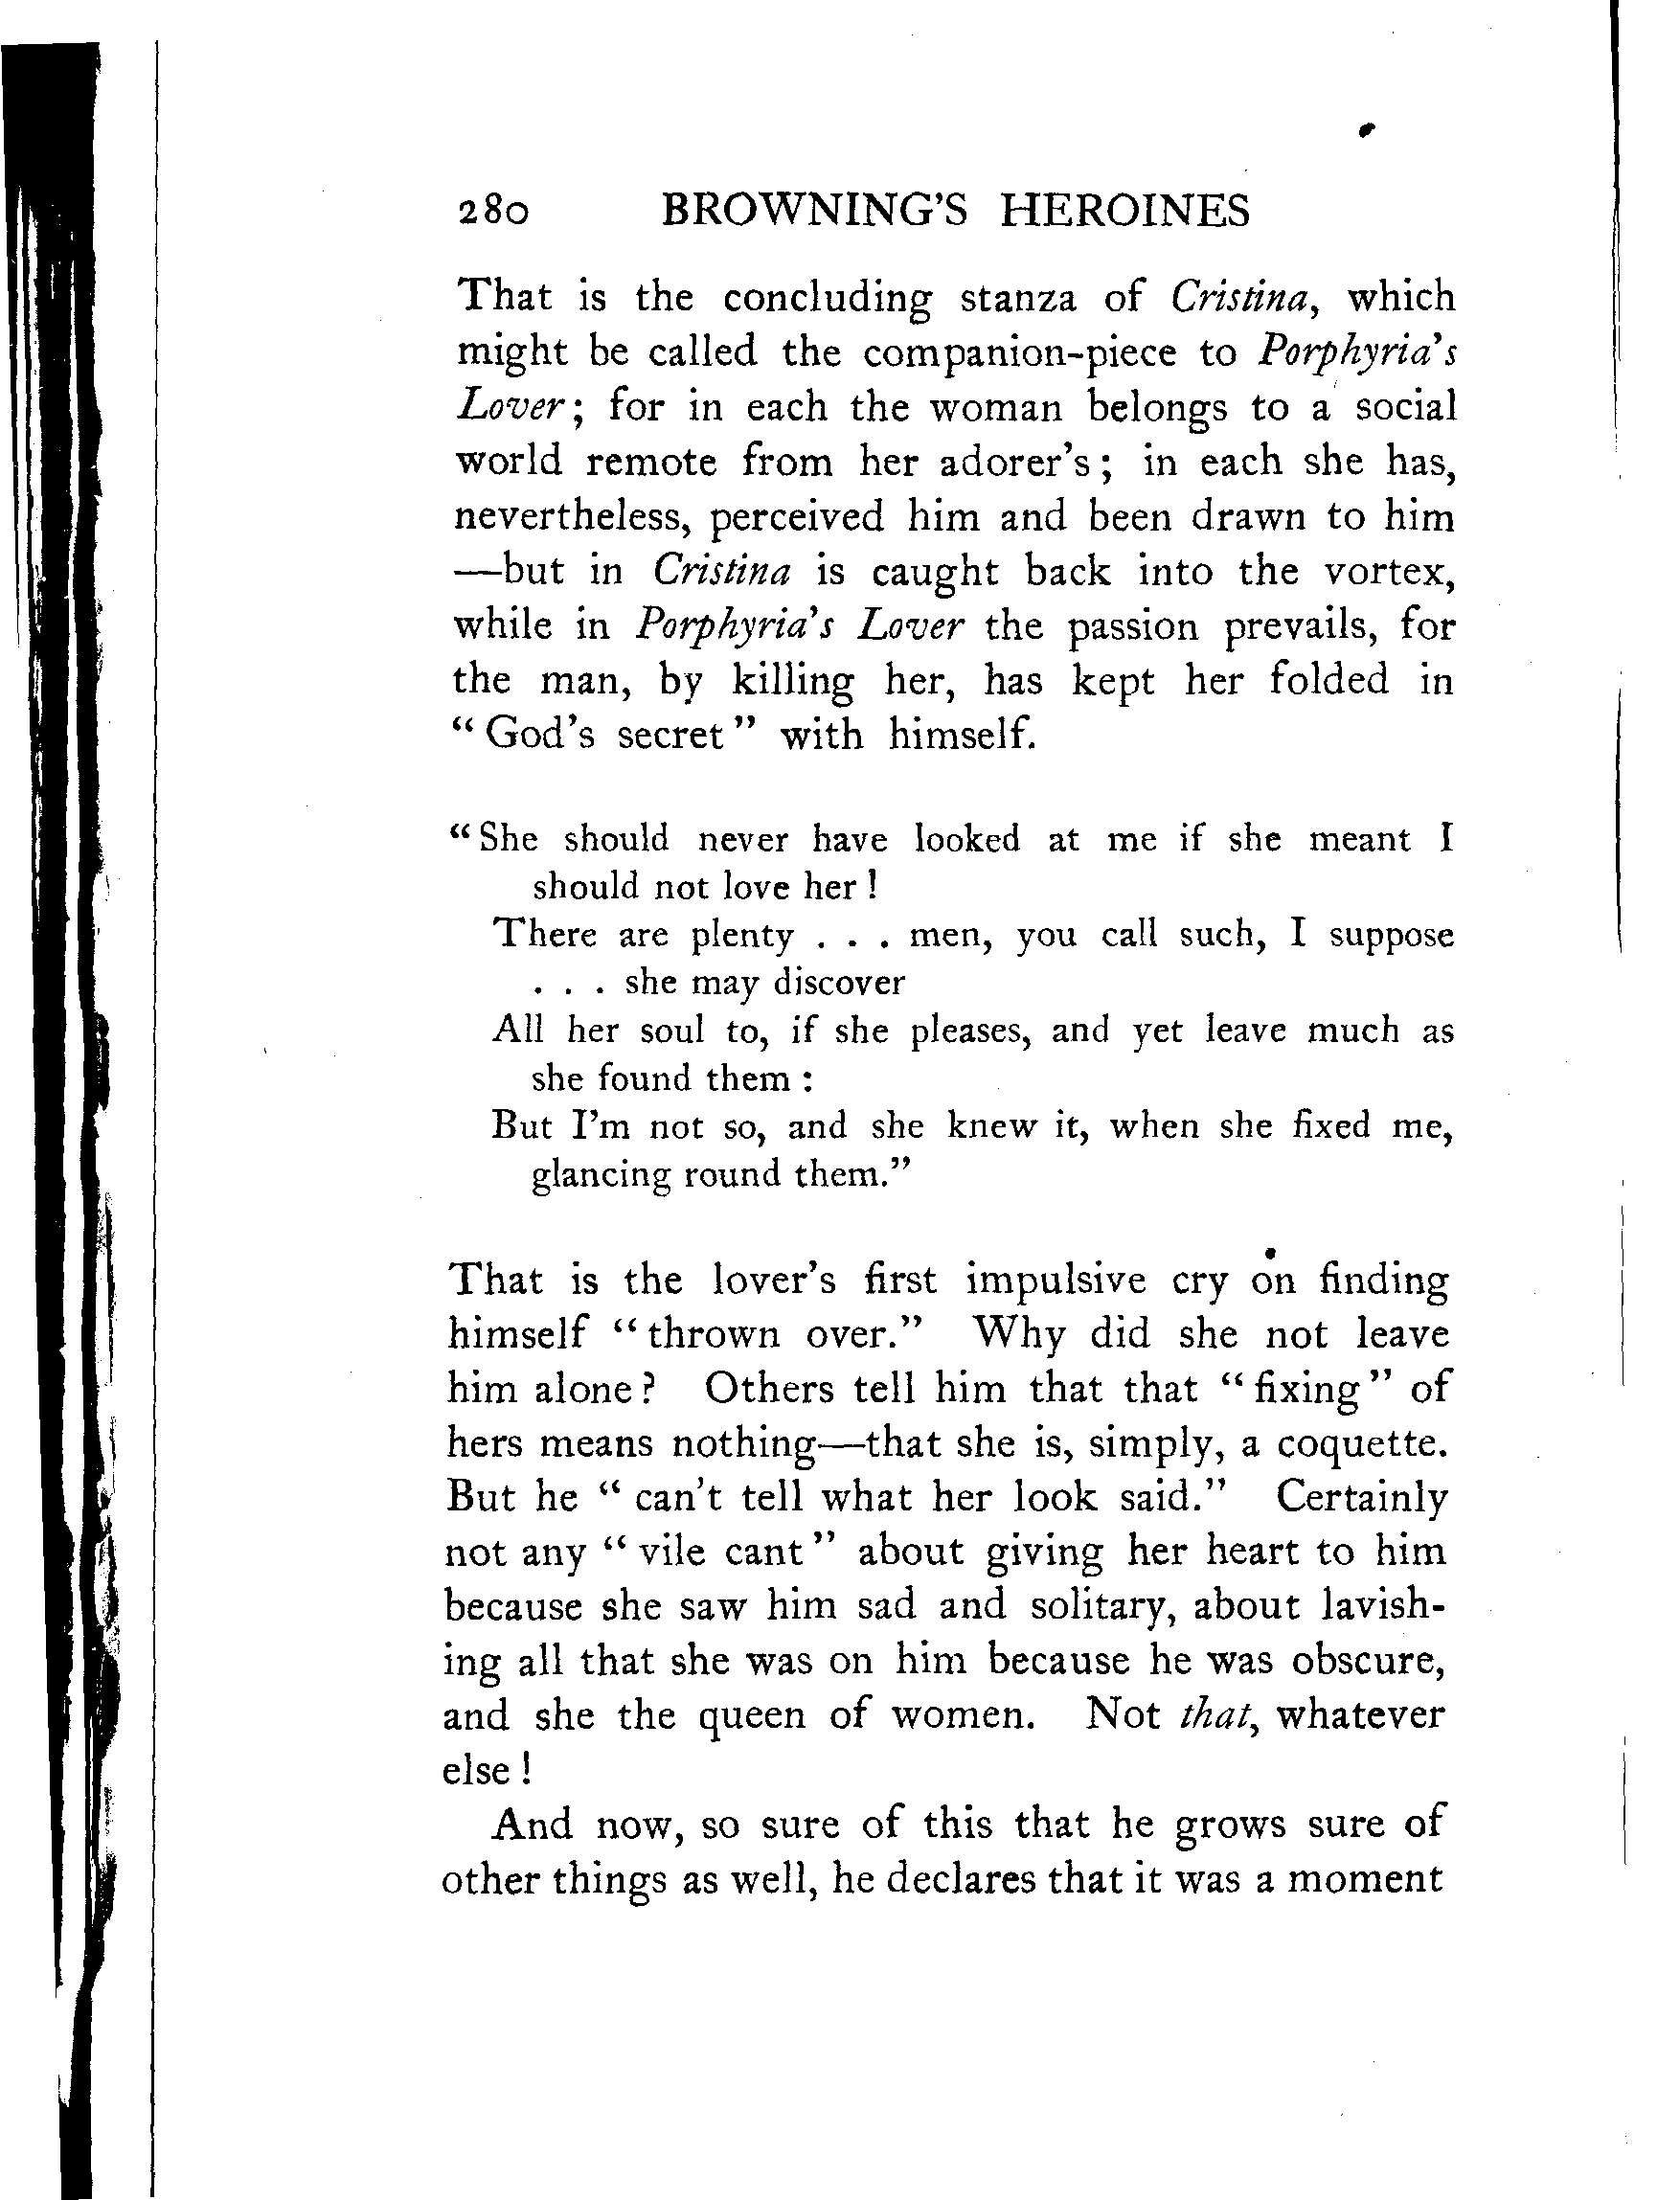 280 BROWNING'S HEROINES
That is the concluding stanza of Cristina, which
might be called the companion-piece to Porphyria's
Lover; for in each the woman belongs to a social
world remote from her adorer's; in each she has,
nevertheless, perceived him and been drawn to him
—but in Cristina is caught back into the vortex,
while in Porphyria's Lover the passion prevails, for
the man, by killing her, has kept her folded in
"God's secret" with himself.
"She should never have looked at me if she meant I
should not love her!
There are plenty . . . men, you call such, I suppose
. . . she may discover
All her soul to, if she pleases, and yet leave much as
she found them:
But I'm not so, and she knew it, when she fixed me,
glancing round them."
That is the lover's first impulsive cry on finding
himself "thrown over." Why did she not leave
him alone? Others tell him that that "fixing" of
hers means nothing—that she is, simply, a coquette.
But he "can't tell what her look said." Certainly
not any "vile cant" about giving her heart to him
because she saw him sad and solitary, about lavish-
ing all that she was on him because he was obscure,
and she the queen of women. Not that, whatever
else!
And now, so sure of this that he grows sure of
other things as well, he declares that it was a moment